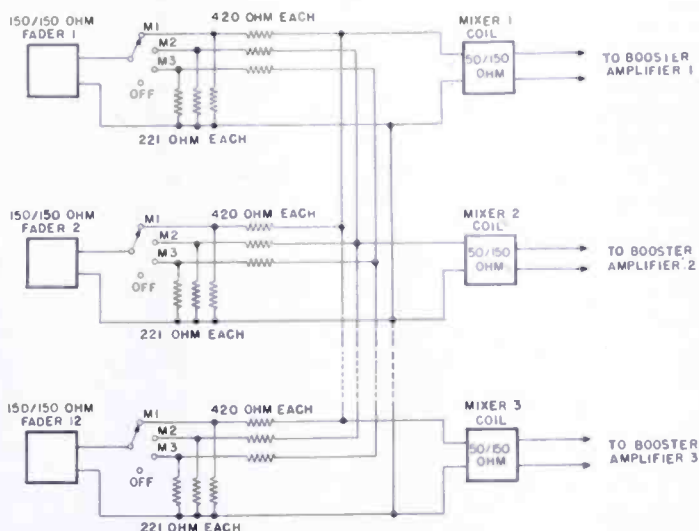 150/150 OHM
FADER 1
M1
M2
M3
OFF
420 OHM EACH
221 OHM EACH
MIXER 1
COIL
50/150
OHM
TO BOOSTER
AMPLIFIER 1
150/150 OHM
FADER 2
M1
M2
M3
OFF
420 OHM EACH
221 OHM EACH
MIXER 2
COIL
50/150
OHM
TO BOOSTER
AMPLIFIER 2
150/150 OHM
FADER 12
M1
M2
M3
OFF
420 OHM EACH
221 OHM EACH
MIXER 3
COIL
50/150
OHM
TO BOOSTER
AMPLIFIER 3